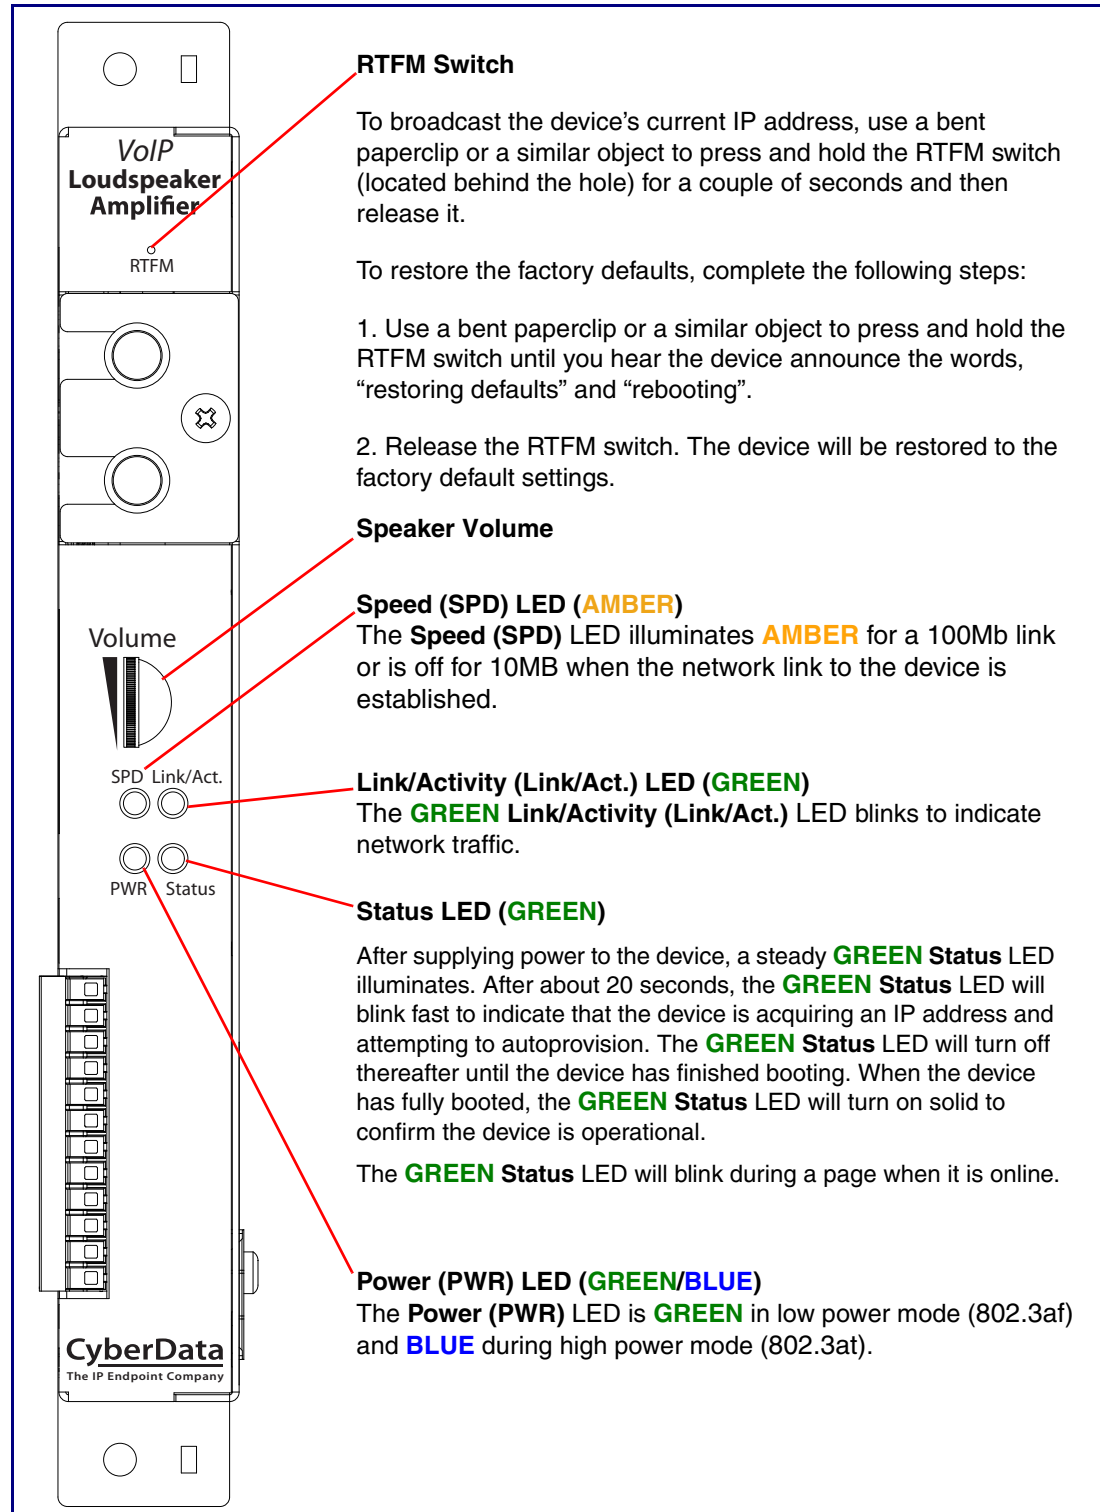 VoIP
Loudspeaker
Amplifier
RTFM
Volume
SPD Link/Act.
PWR Status
CyberData
The IP Endpoint Company
RTFM Switch
To broadcast the device's current IP address, use a bent
paperclip or a similar object to press and hold the RTFM switch
(located behind the hole) for a couple of seconds and then
release it.
To restore the factory defaults, complete the following steps:
1. Use a bent paperclip or a similar object to press and hold the
RTFM switch until you hear the device announce the words,
“restoring defaults” and “rebooting”.
2. Release the RTFM switch. The device will be restored to the
factory default settings.
Speaker Volume
Speed (SPD) LED (AMBER)
The Speed (SPD) LED illuminates AMBER for a 100Mb link
or is off for 10MB when the network link to the device is
established.
Link/Activity (Link/Act.) LED (GREEN)
The GREEN Link/Activity (Link/Act.) LED blinks to indicate
network traffic.
Status LED (GREEN)
After supplying power to the device, a steady GREEN Status LED
illuminates. After about 20 seconds, the GREEN Status LED will
blink fast to indicate that the device is acquiring an IP address and
attempting to autoprovision. The GREEN Status LED will turn off
thereafter until the device has finished booting. When the device
has fully booted, the GREEN Status LED will turn on solid to
confirm the device is operational.
The GREEN Status LED will blink during a page when it is online.
Power (PWR) LED (GREEN/BLUE)
The Power (PWR) LED is GREEN in low power mode (802.3af)
and BLUE during high power mode (802.3at).